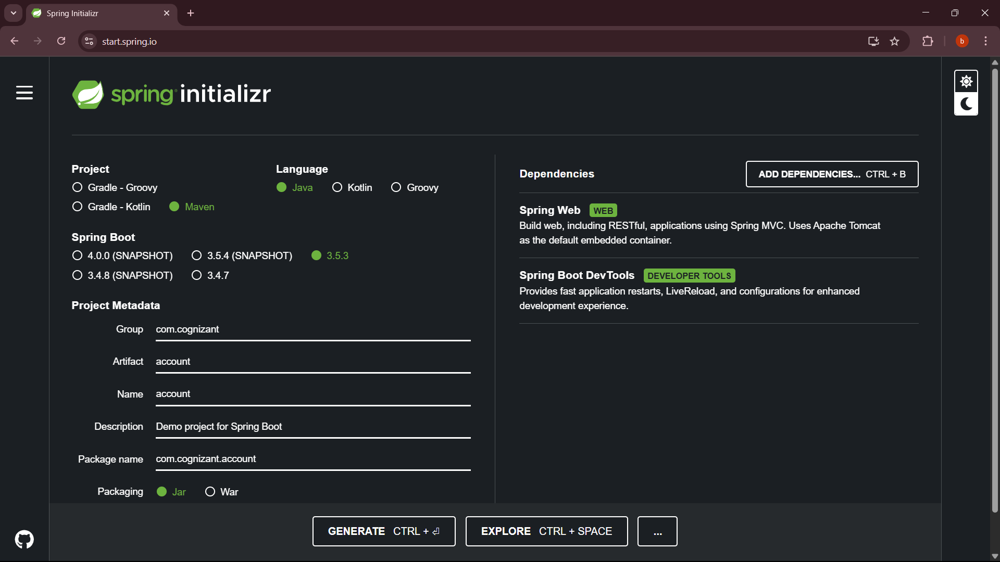 Spring Initializr
start.spring.io
b
spring initializr
Project
Gradle - Groovy
Gradle - Kotlin Maven
Language
Java Kotlin Groovy
Spring Boot
4.0.0 (SNAPSHOT) 3.5.4 (SNAPSHOT) 3.5.3
3.4.8 (SNAPSHOT) 3.4.7
Project Metadata
Group com.cognizant
Artifact account
Name account
Description Demo project for Spring Boot
Package name com.cognizant.account
Packaging Jar War
Dependencies
ADD DEPENDENCIES... CTRL + B
Spring Web WEB
Build web, including RESTful, applications using Spring MVC. Uses Apache Tomcat
as the default embedded container.
Spring Boot DevTools DEVELOPER TOOLS
Provides fast application restarts, LiveReload, and configurations for enhanced
development experience.
GENERATE CTRL + ⏎
EXPLORE CTRL + SPACE
...